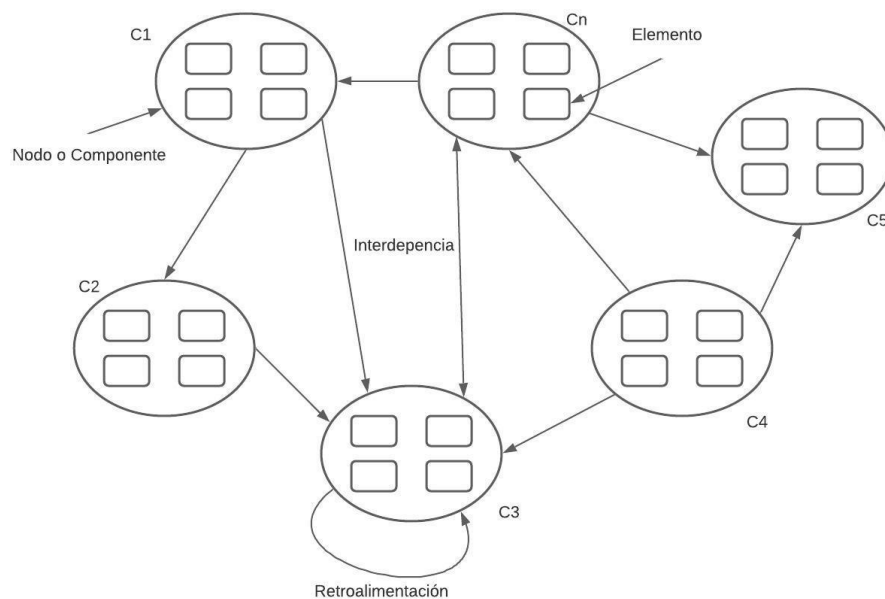 C1
Cn
Elemento
Nodo o Componente
C5
Interdepencia
C2
C4
C3
Retroalimentación